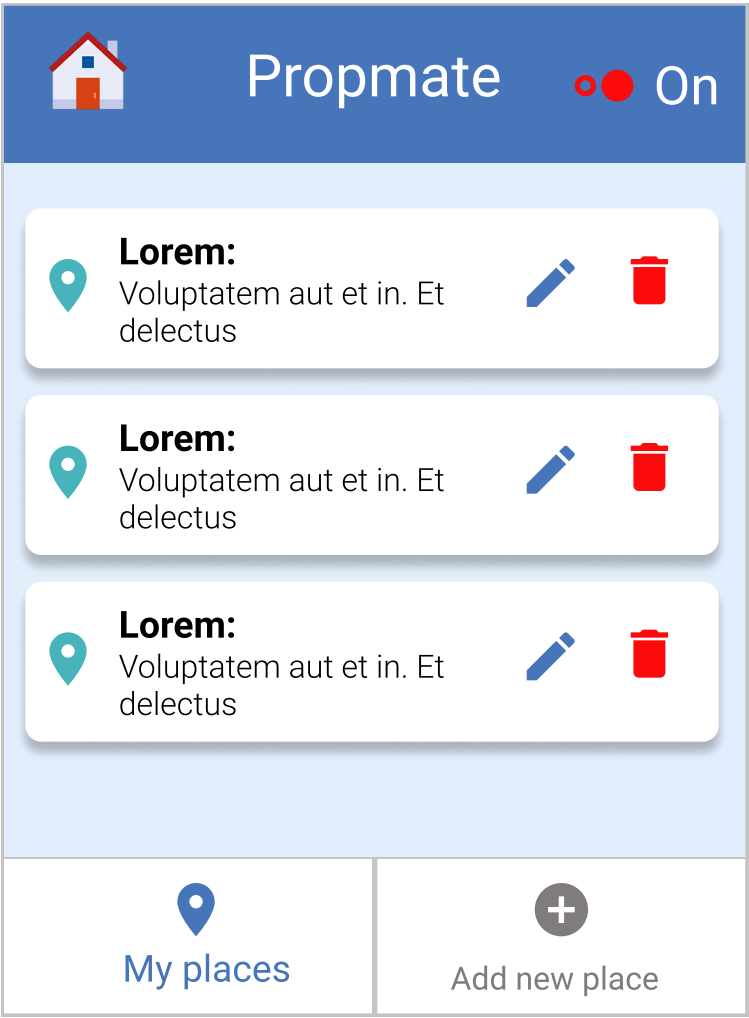 Propmate
On
Lorem:
Voluptatem aut et in. Et
delectus
Lorem:
Voluptatem aut et in. Et
delectus
Lorem:
Voluptatem aut et in. Et
delectus
My places
Add new place